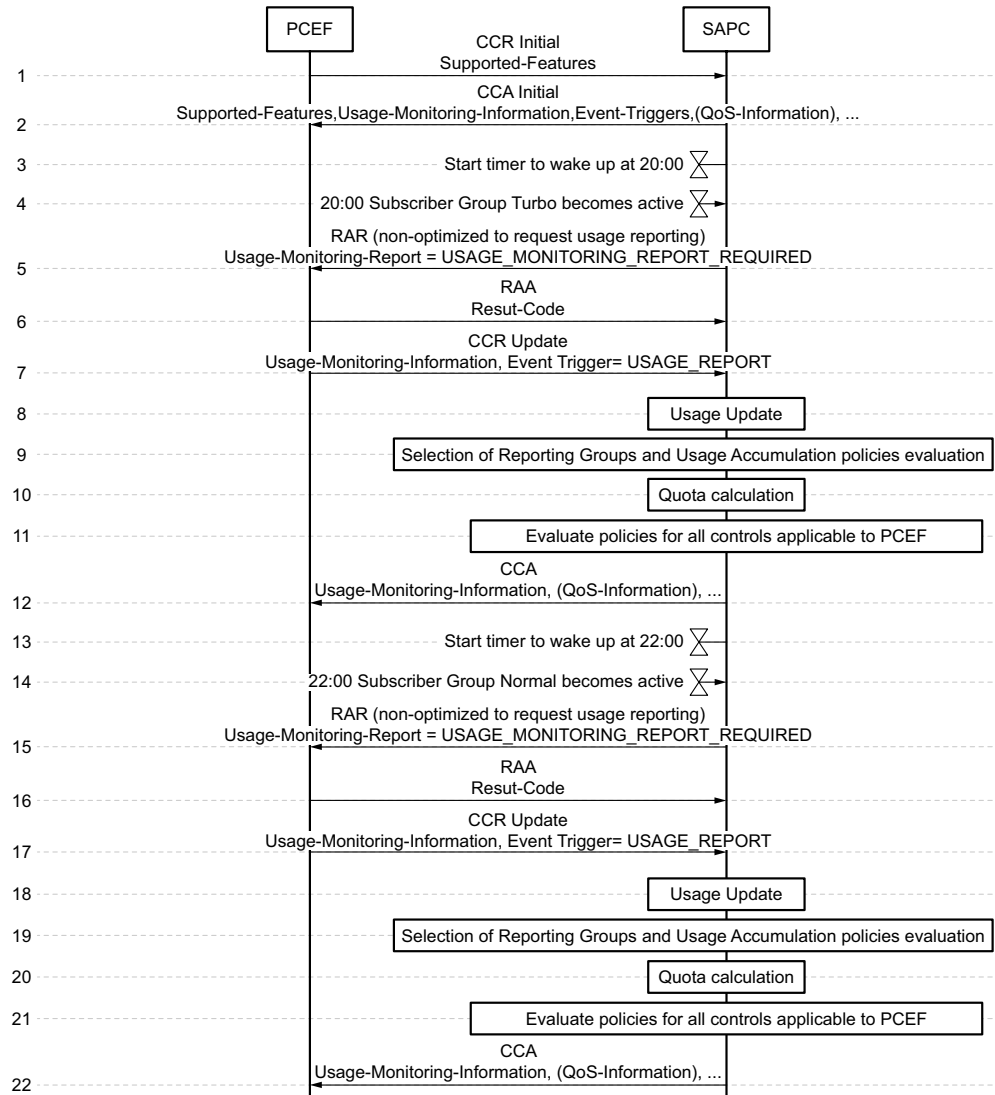 PCEF
SAPC
CCR Initial
Supported-Features
1
CCA Initial
Supported-Features,Usage-Monitoring-Information,Event-Triggers,(QoS-Information), ...
2
3
Start timer to wake up at 20:00
4
20:00 Subscriber Group Turbo becomes active
RAR (non-optimized to request usage reporting)
Usage-Monitoring-Report = USAGE_MONITORING_REPORT_REQUIRED
5
RAA
Resut-Code
6
CCR Update
Usage-Monitoring-Information, Event Trigger= USAGE_REPORT
7
8
Usage Update
9
Selection of Reporting Groups and Usage Accumulation policies evaluation
10
Quota calculation
11
Evaluate policies for all controls applicable to PCEF
CCA
Usage-Monitoring-Information, (QoS-Information), ...
12
13
Start timer to wake up at 22:00
14
22:00 Subscriber Group Normal becomes active
RAR (non-optimized to request usage reporting)
Usage-Monitoring-Report = USAGE_MONITORING_REPORT_REQUIRED
15
RAA
Resut-Code
16
CCR Update
Usage-Monitoring-Information, Event Trigger= USAGE_REPORT
17
18
Usage Update
19
Selection of Reporting Groups and Usage Accumulation policies evaluation
20
Quota calculation
21
Evaluate policies for all controls applicable to PCEF
CCA
Usage-Monitoring-Information, (QoS-Information), ...
22